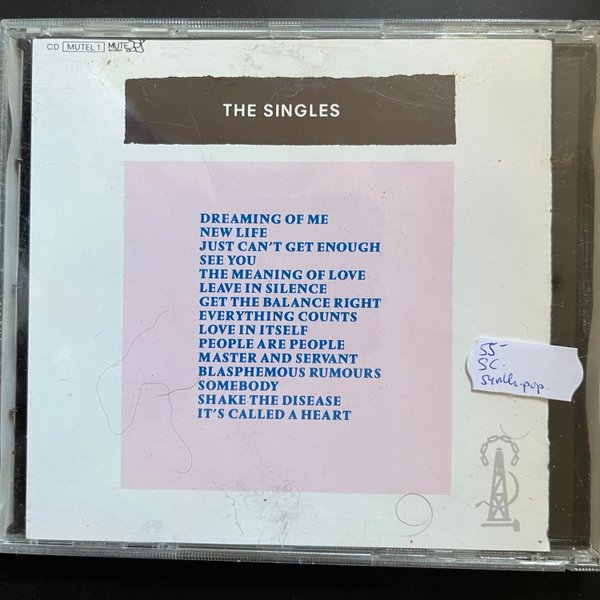 CD MUTEL 1 MUTE
THE SINGLES
DREAMING OF ME
NEW LIFE
JUST CAN'T GET ENOUGH
SEE YOU
THE MEANING OF LOVE
LEAVE IN SILENCE
GET THE BALANCE RIGHT
EVERYTHING COUNTS
LOVE IN ITSELF
PEOPLE ARE PEOPLE
MASTER AND SERVANT
BLASPHEMOUS RUMOURS
SOMEBODY
SHAKE THE DISEASE
IT'S CALLED A HEART
55-
SC.
synth-pop.